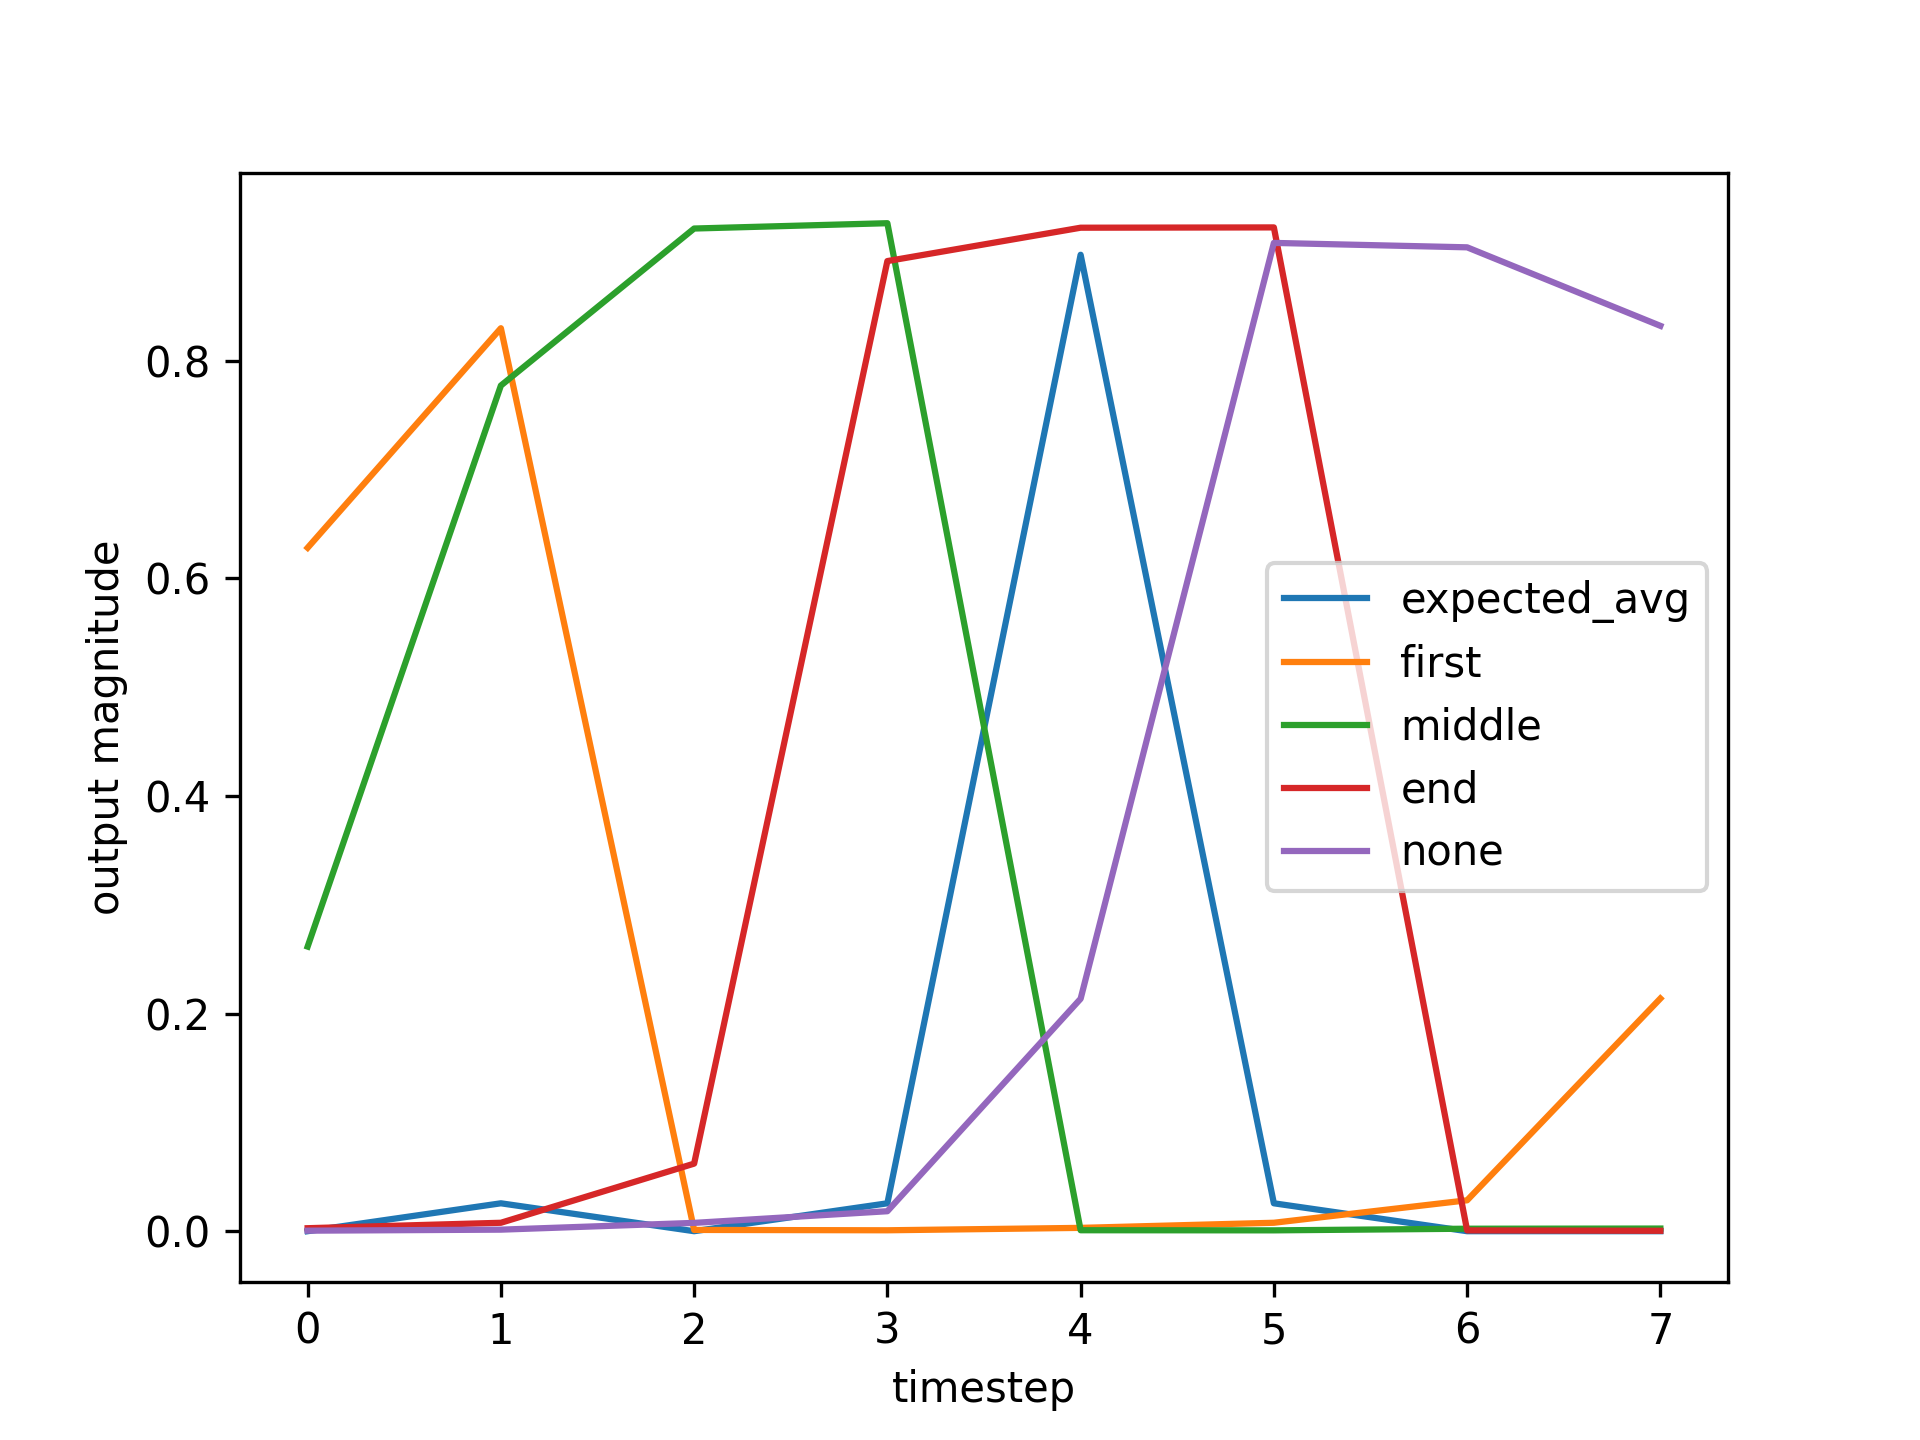 output magnitude
0.8
0.6
0.4
0.2
0.0
expected_avg
first
middle
end
none
0 1 2 3 4 5 6 7
timestep